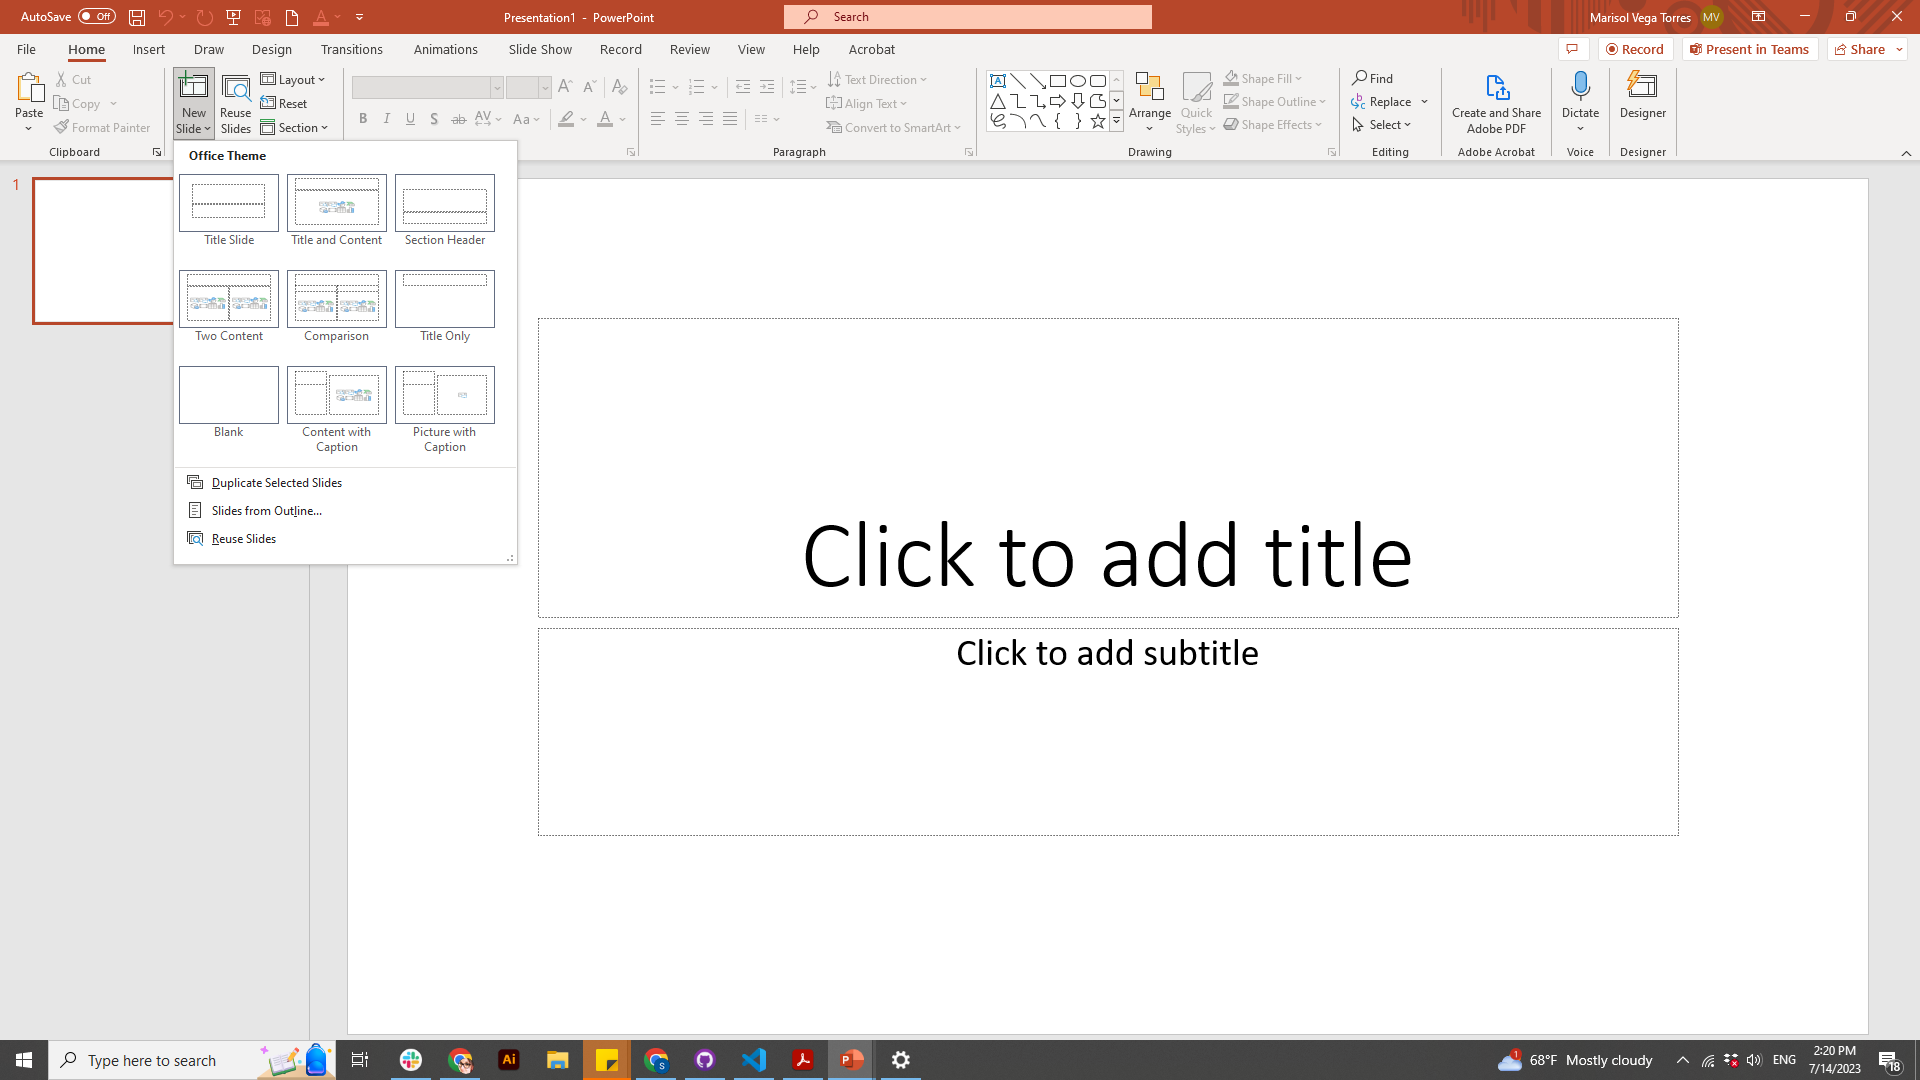 AutoSave Off Presentation1 - PowerPoint Search Marisol Vega Torres MV
File Home Insert Draw Design Transitions Animations Slide Show Record Review View Help Acrobat Record Present in Teams Share
Paste Cut Copy Format Painter
Clipboard
New Slide Reuse Slides Layout Reset Section
B I U S ab AV Aa A
Text Direction Align Text Convert to SmartArt
Paragraph
Arrange Quick Styles Shape Fill Shape Outline Shape Effects
Drawing
Find Replace Select
Editing
Create and Share Adobe PDF
Adobe Acrobat
Dictate
Voice
Designer
Designer
1
Office Theme
Title Slide Title and Content Section Header
Two Content Comparison Title Only
Blank Content with Caption Picture with Caption
Duplicate Selected Slides
Slides from Outline...
Reuse Slides
Click to add title
Click to add subtitle
Type here to search Ai 1 68°F Mostly cloudy ENG 2:20 PM 7/14/2023 18